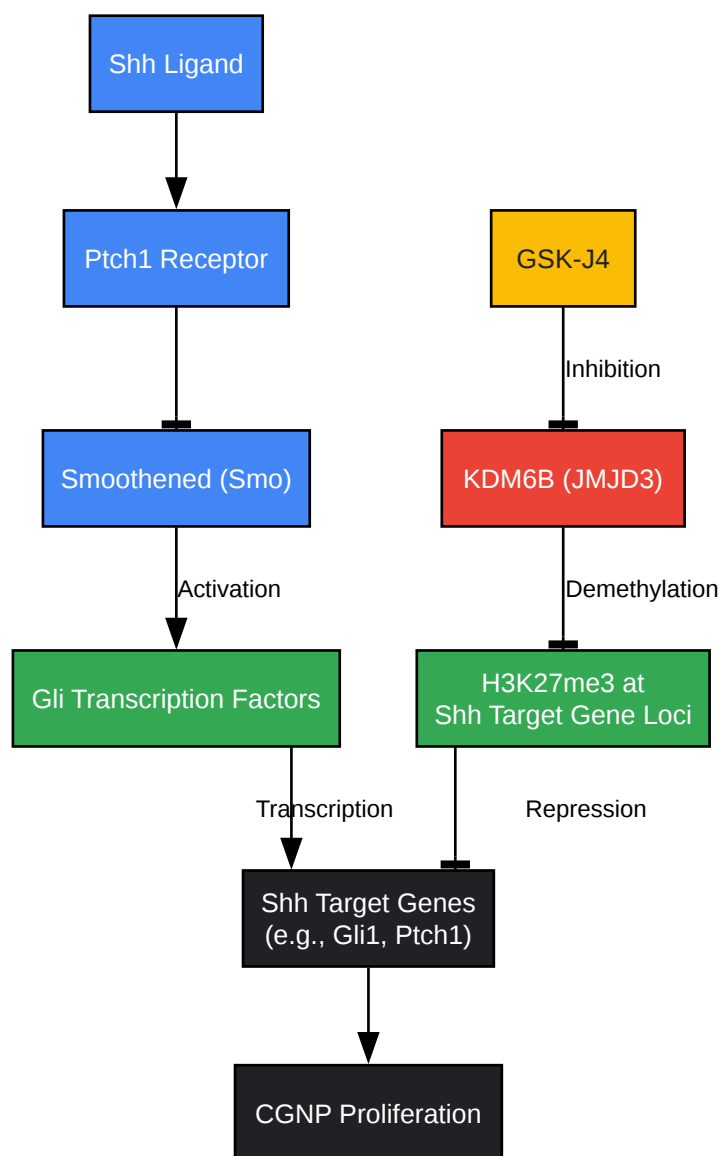 Shh Ligand
Ptch1 Receptor
GSK-J4
Inhibition
Smoothened (Smo)
KDM6B (JMJD3)
Activation
Demethylation
Gli Transcription Factors
H3K27me3 at
Shh Target Gene Loci
Transcription
Repression
Shh Target Genes
(e.g., Gli1, Ptch1)
CGNP Proliferation